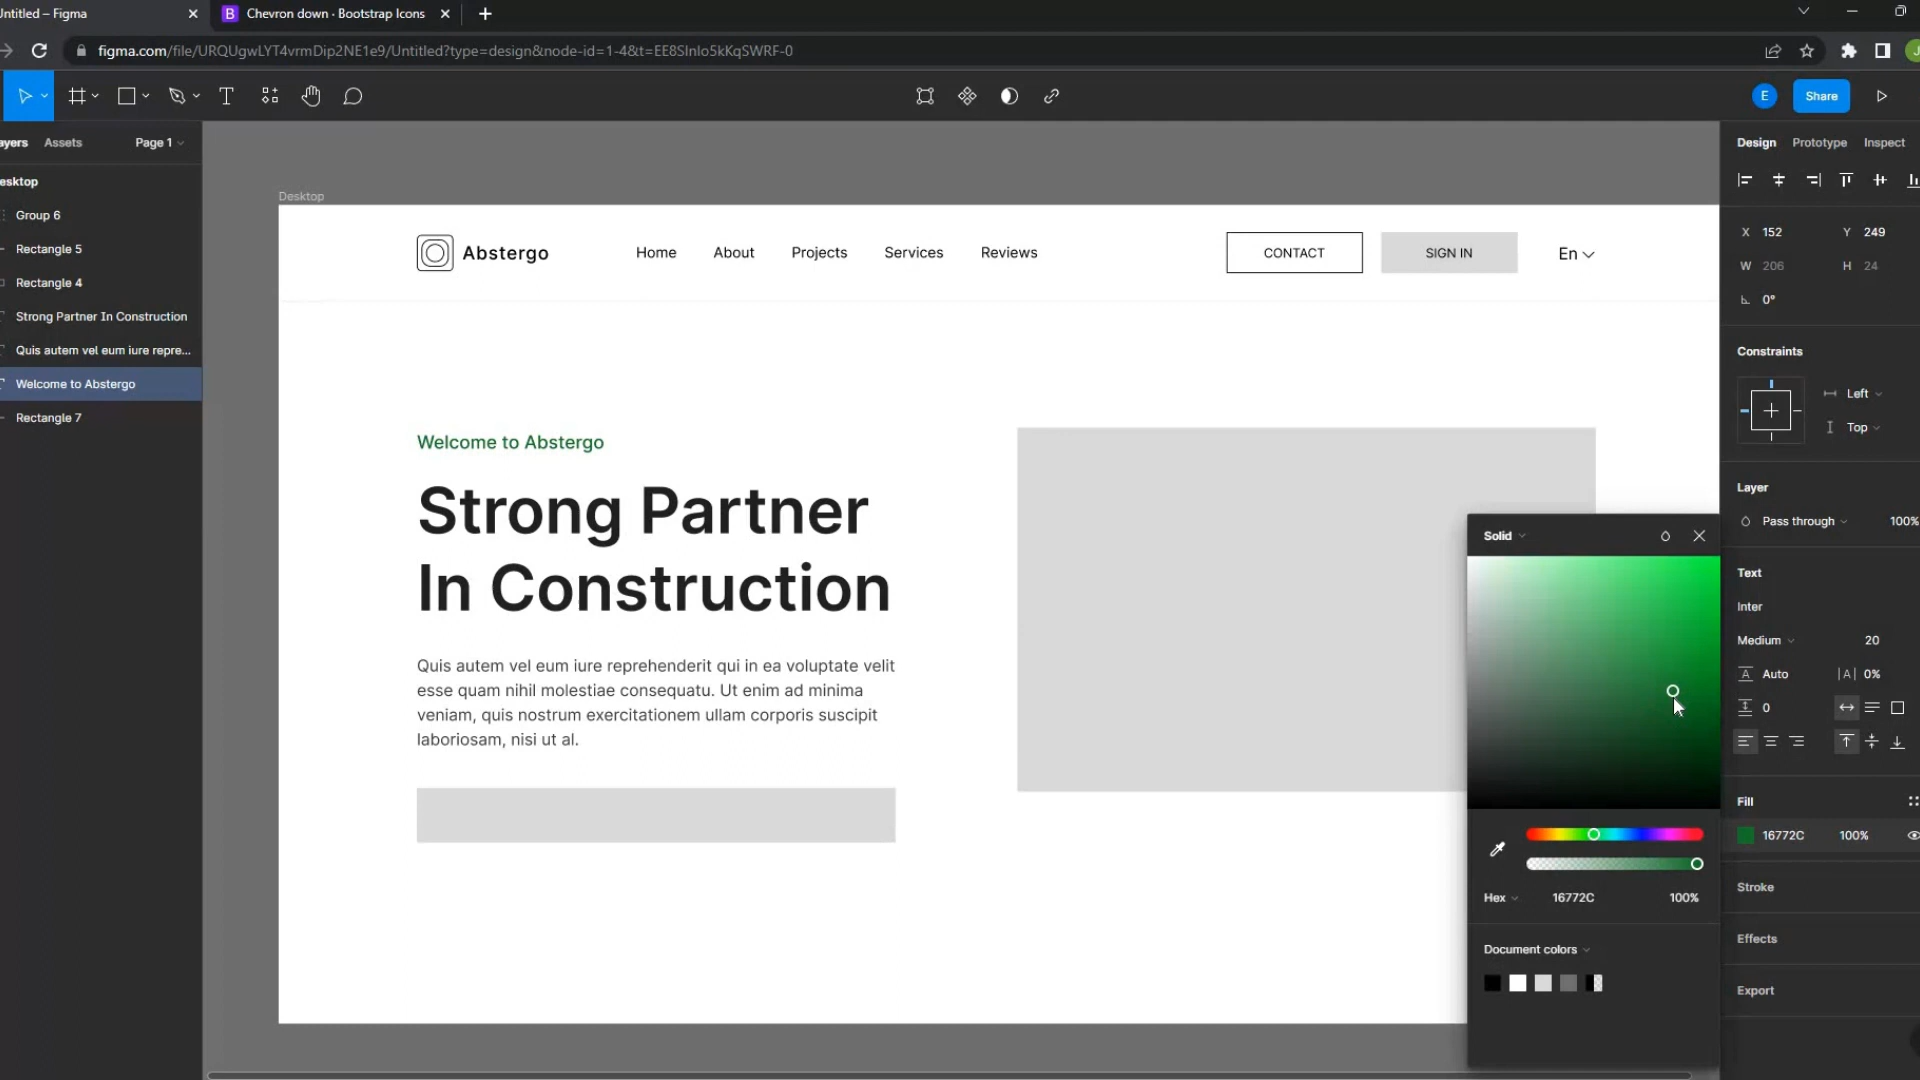 Untitled – Figma
Chevron down · Bootstrap Icons
figma.com/file/URQUgwLYT4vrmDip2NE1e9/Untitled?type=design&node-id=1-4&t=EE8SInIo5kKqSWRF-0
E
Share
ayers
Assets
Page 1
esktop
Group 6
Rectangle 5
Rectangle 4
Strong Partner In Construction
Quis autem vel eum iure repre...
Welcome to Abstergo
Rectangle 7
Desktop
Abstergo
Home
About
Projects
Services
Reviews
CONTACT
SIGN IN
En
Welcome to Abstergo
Strong Partner
In Construction
Quis autem vel eum iure reprehenderit qui in ea voluptate velit
esse quam nihil molestiae consequatu. Ut enim ad minima
veniam, quis nostrum exercitationem ullam corporis suscipit
laboriosam, nisi ut al.
Solid
Hex
16772C
100%
Document colors
Design
Prototype
Inspect
X 152
Y 249
W 206
H 24
0°
Constraints
Left
Top
Layer
Pass through
100%
Text
Inter
Medium
20
Auto
|A| 0%
0
Fill
16772C
100%
Stroke
Effects
Export